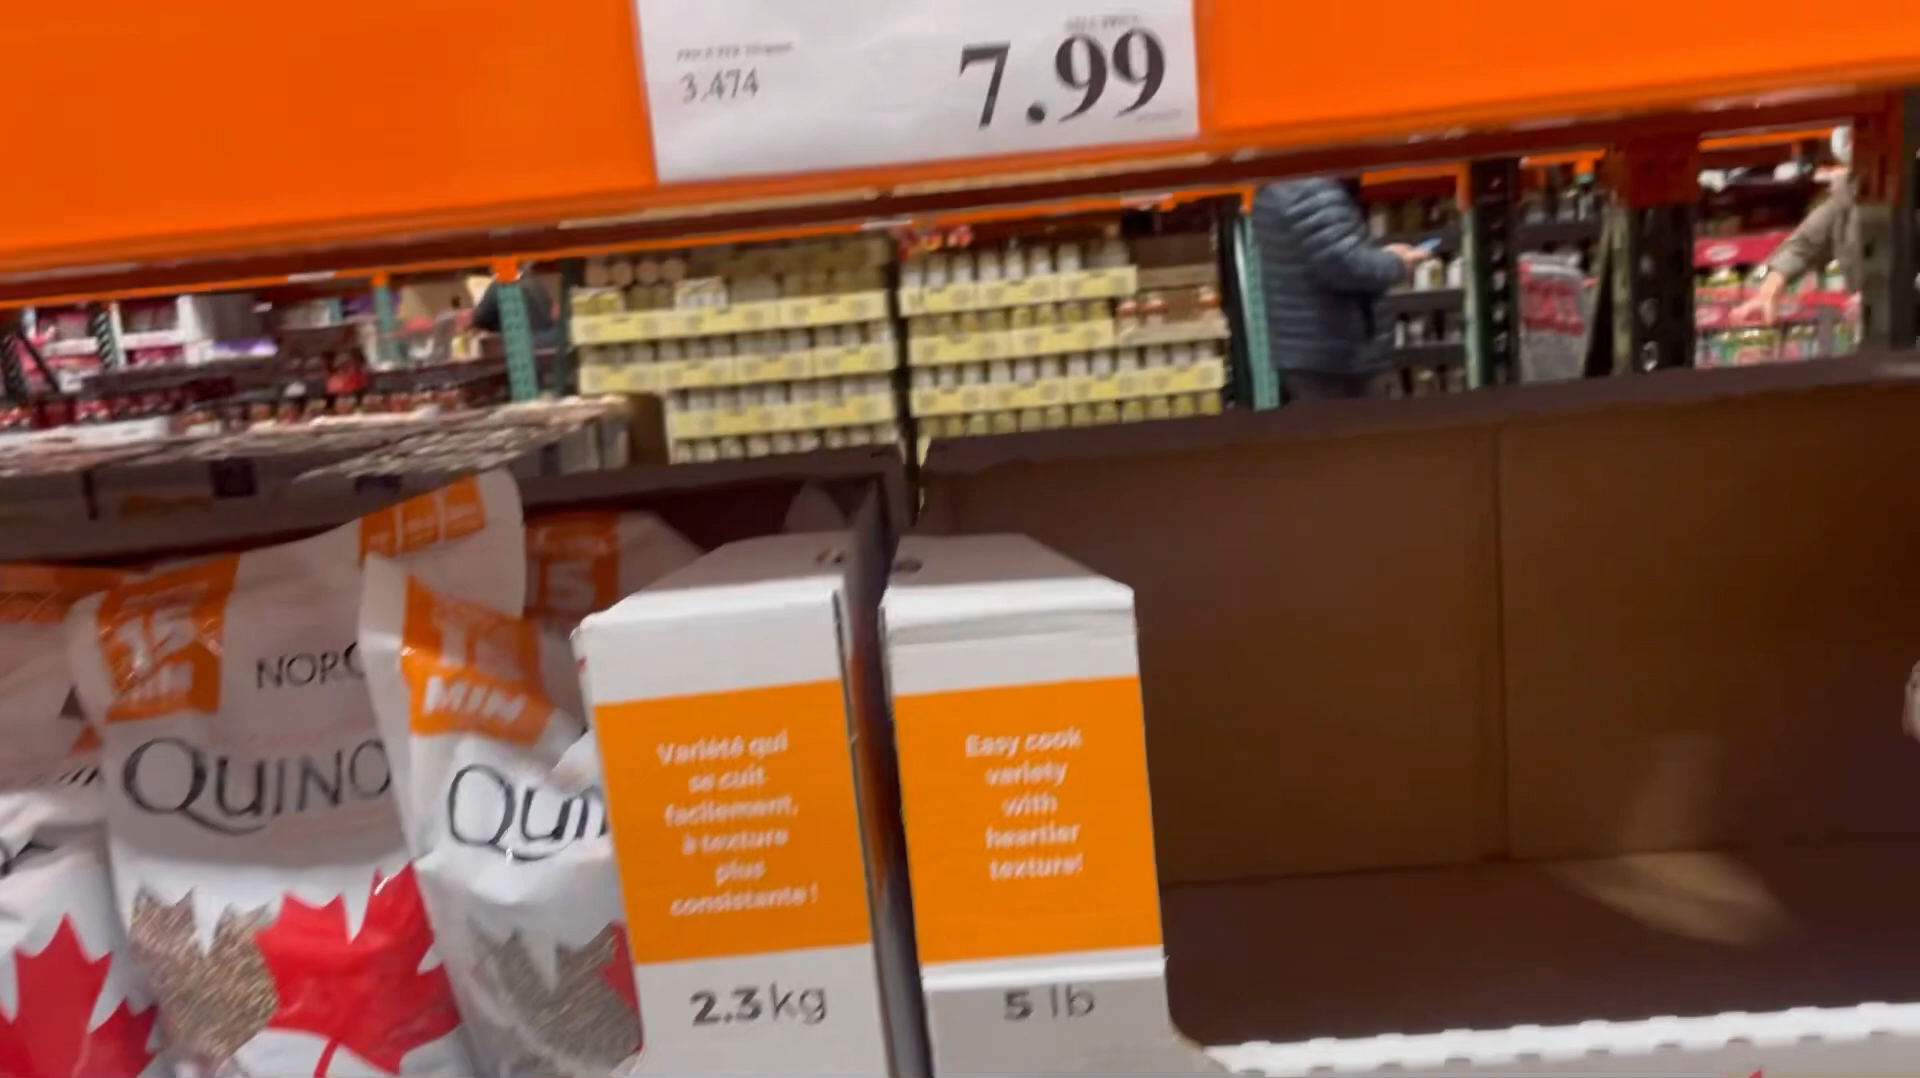 7.99
3.474
15
MIN
NOR
QUINO
15
MIN
QUIN
Variété qui
se cuit
facilement,
à texture
plus
consistante !
2.3 kg
Easy cook
variety
with
heartier
texture!
5 lb